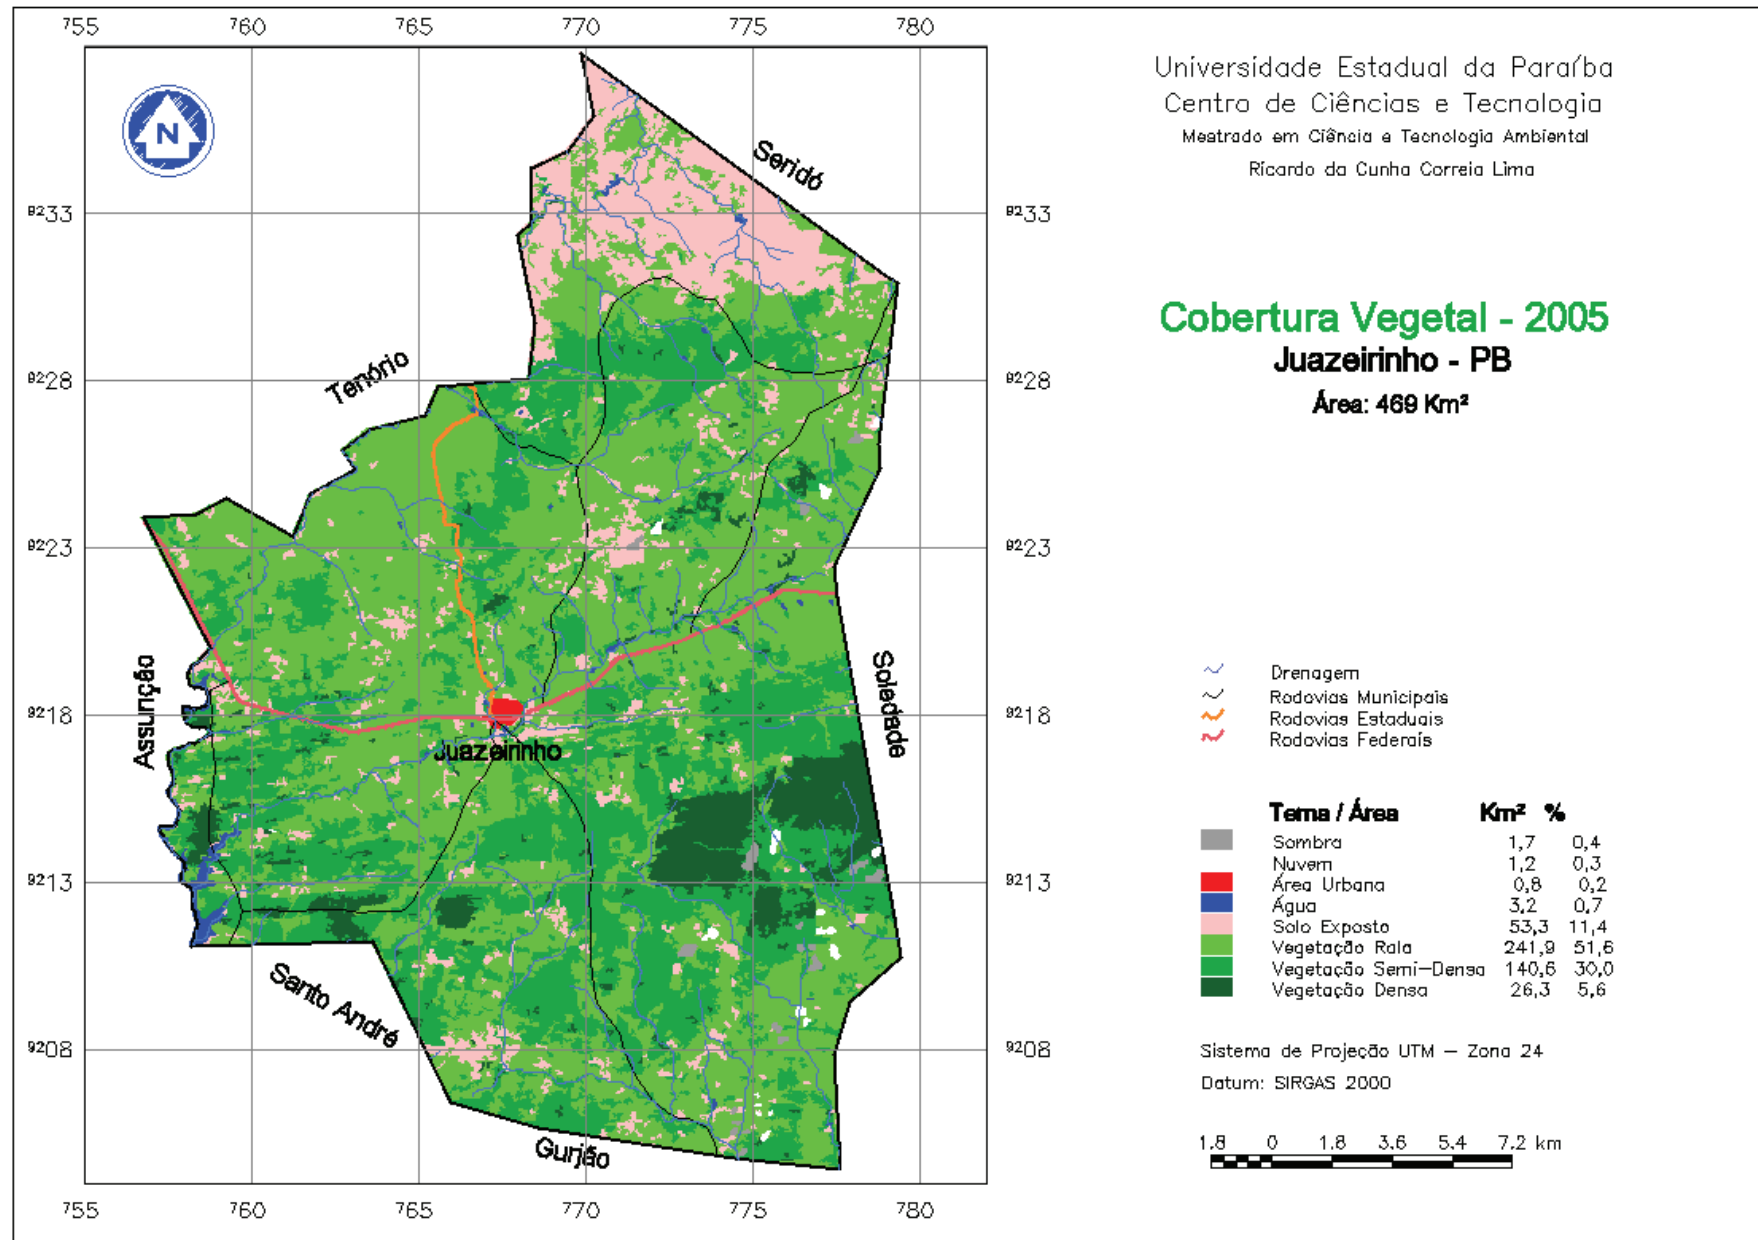 755 760 765 770 775 780
N
Seridó
9233 9233
Tenório
9228 9228
9223 9223
Assunção
Soledade
9218 9218
Juazeirinho
9213 9213
Santo André
9208 9208
Gurjão
755 760 765 770 775 780
Universidade Estadual da Paraíba
Centro de Ciências e Tecnologia
Mestrado em Ciência e Tecnologia Ambiental
Ricardo da Cunha Correia Lima
Cobertura Vegetal - 2005
Juazeirinho - PB
Área: 469 Km²
Drenagem
Rodovias Municipais
Rodovias Estaduais
Rodovias Federais
Tema / Área Km² %
Sombra 1,7 0,4
Nuvem 1,2 0,3
Área Urbana 0,8 0,2
Água 3,2 0,7
Solo Exposto 53,3 11,4
Vegetação Rala 241,9 51,6
Vegetação Semi-Densa 140,6 30,0
Vegetação Densa 26,3 5,6
Sistema de Projeção UTM – Zona 24
Datum: SIRGAS 2000
1.8 0 1.8 3.6 5.4 7.2 km